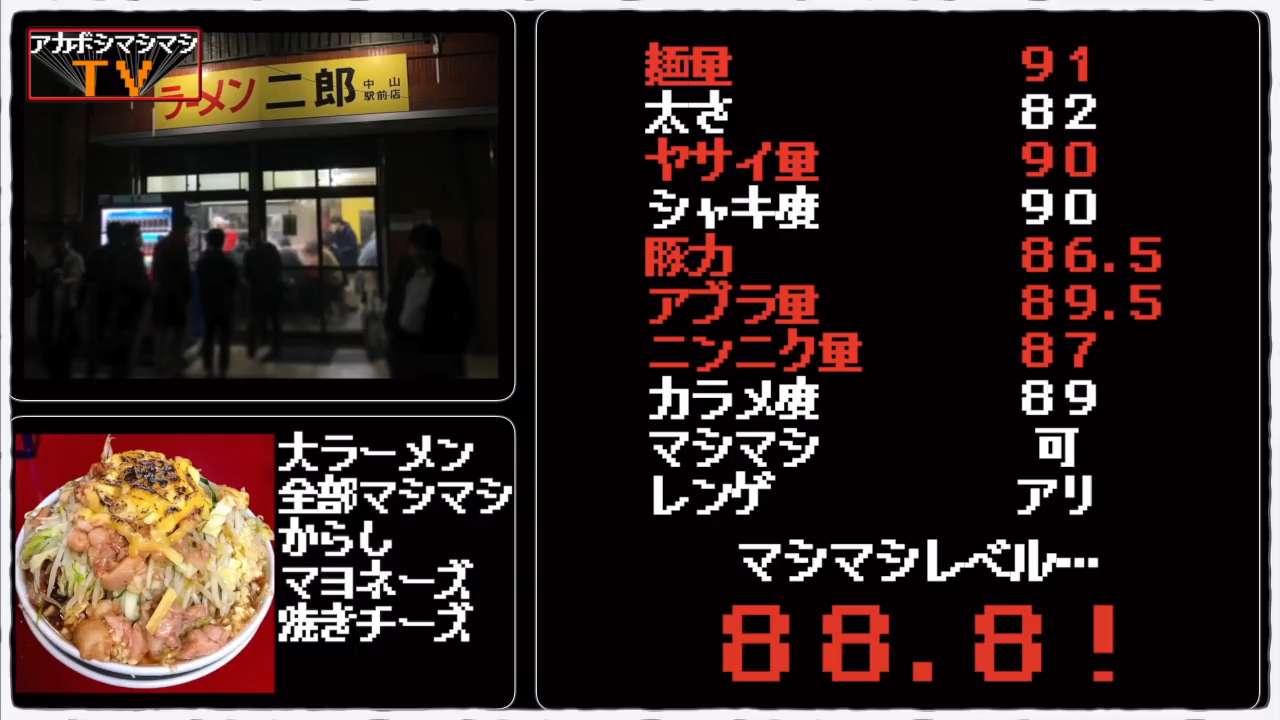 アカボシマシマシ
TV
ラーメン二郎 中山駅前店
大ラーメン
全部マシマシ
からし
マヨネーズ
焼きチーズ
麺量 91
太さ 82
ヤサイ量 90
シャキ度 90
豚力 86.5
アブラ量 89.5
ニンニク量 87
カラメ度 89
マシマシ 可
レンゲ アリ
マシマシレベル…
88.8!